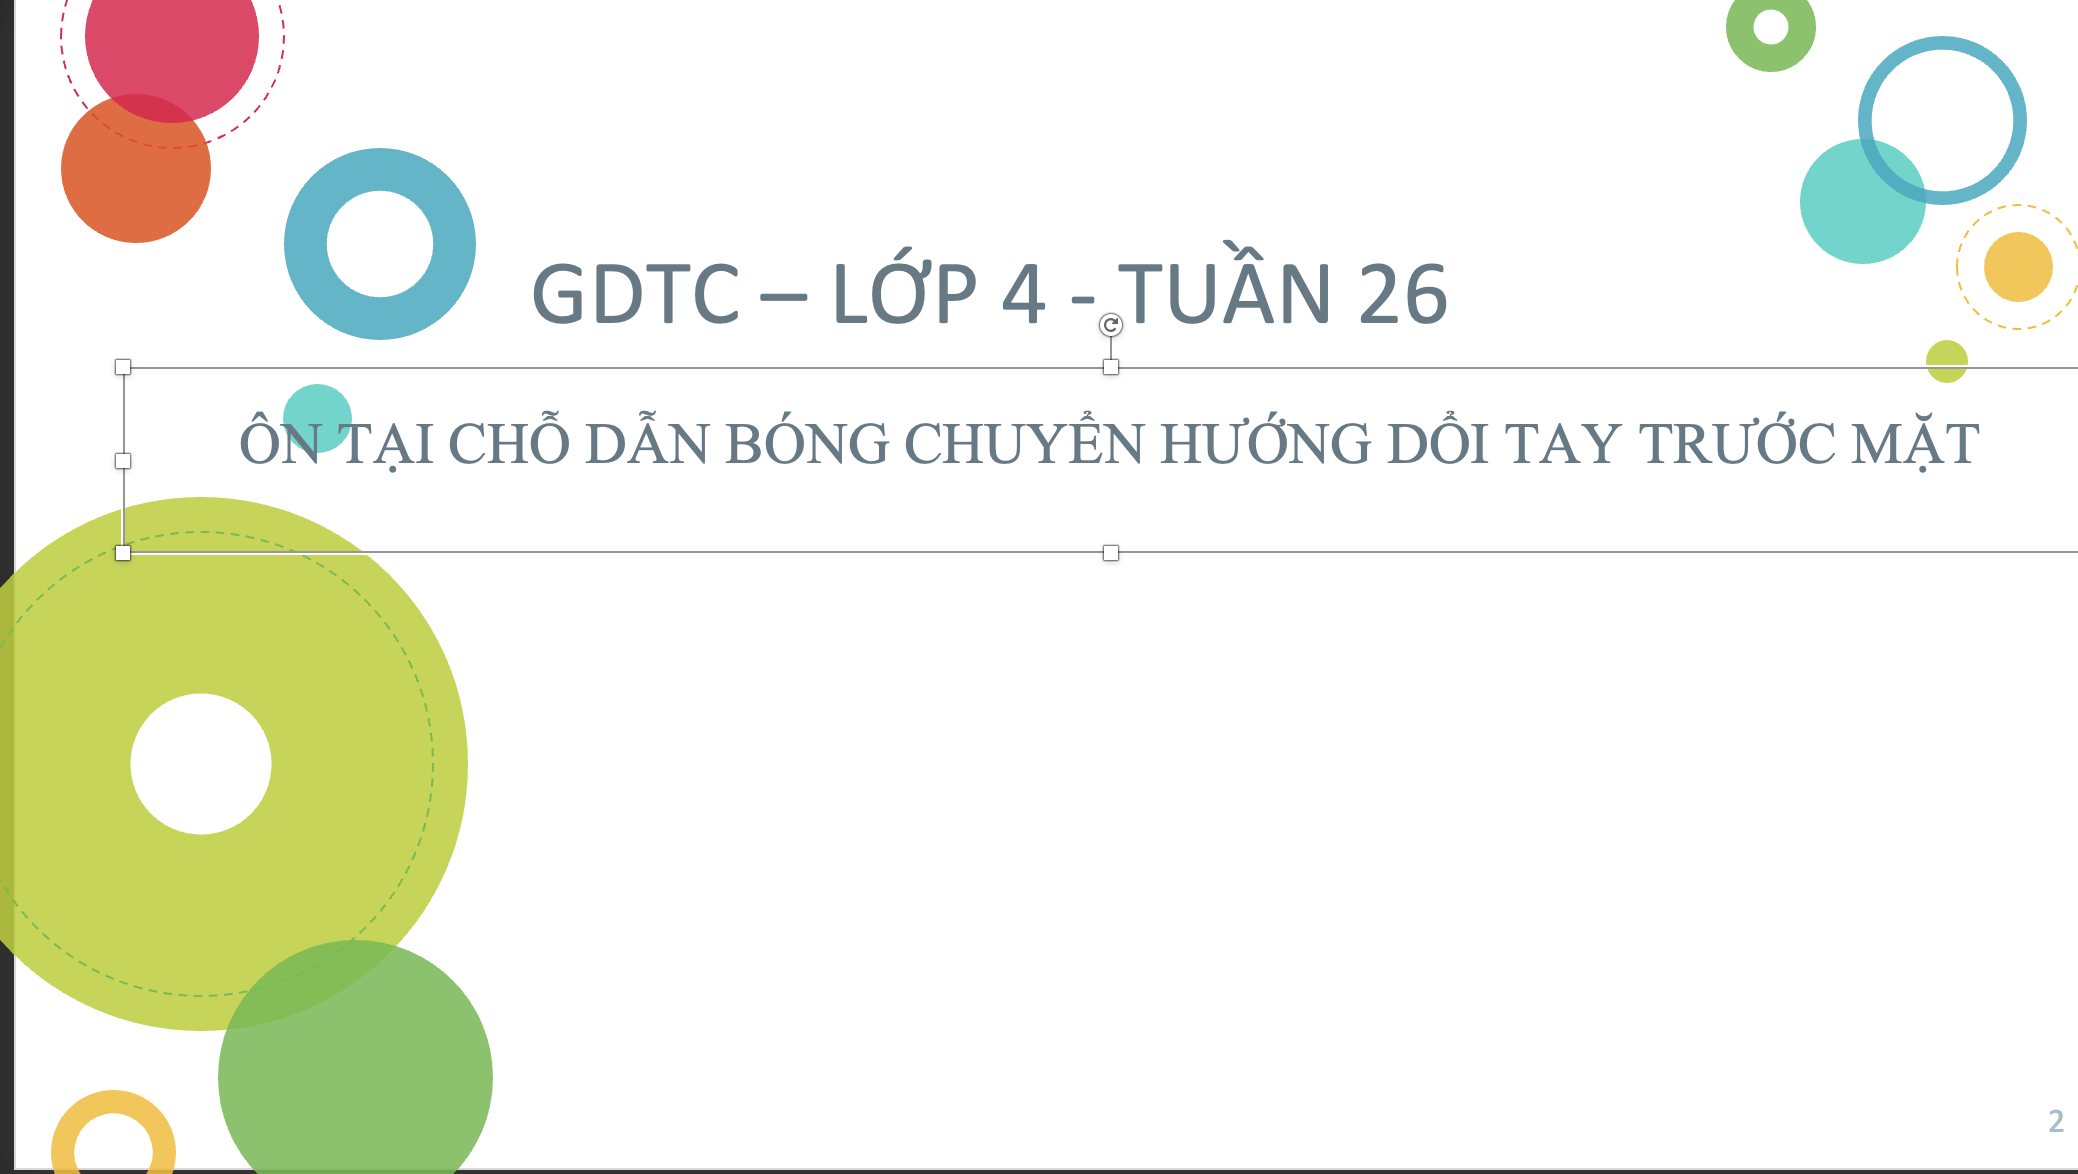 GDTC – LỚP 4 - TUẦN 26
ÔN TẠI CHỖ DẪN BÓNG CHUYỂN HƯỚNG DỔI TAY TRƯỚC MẶT
2